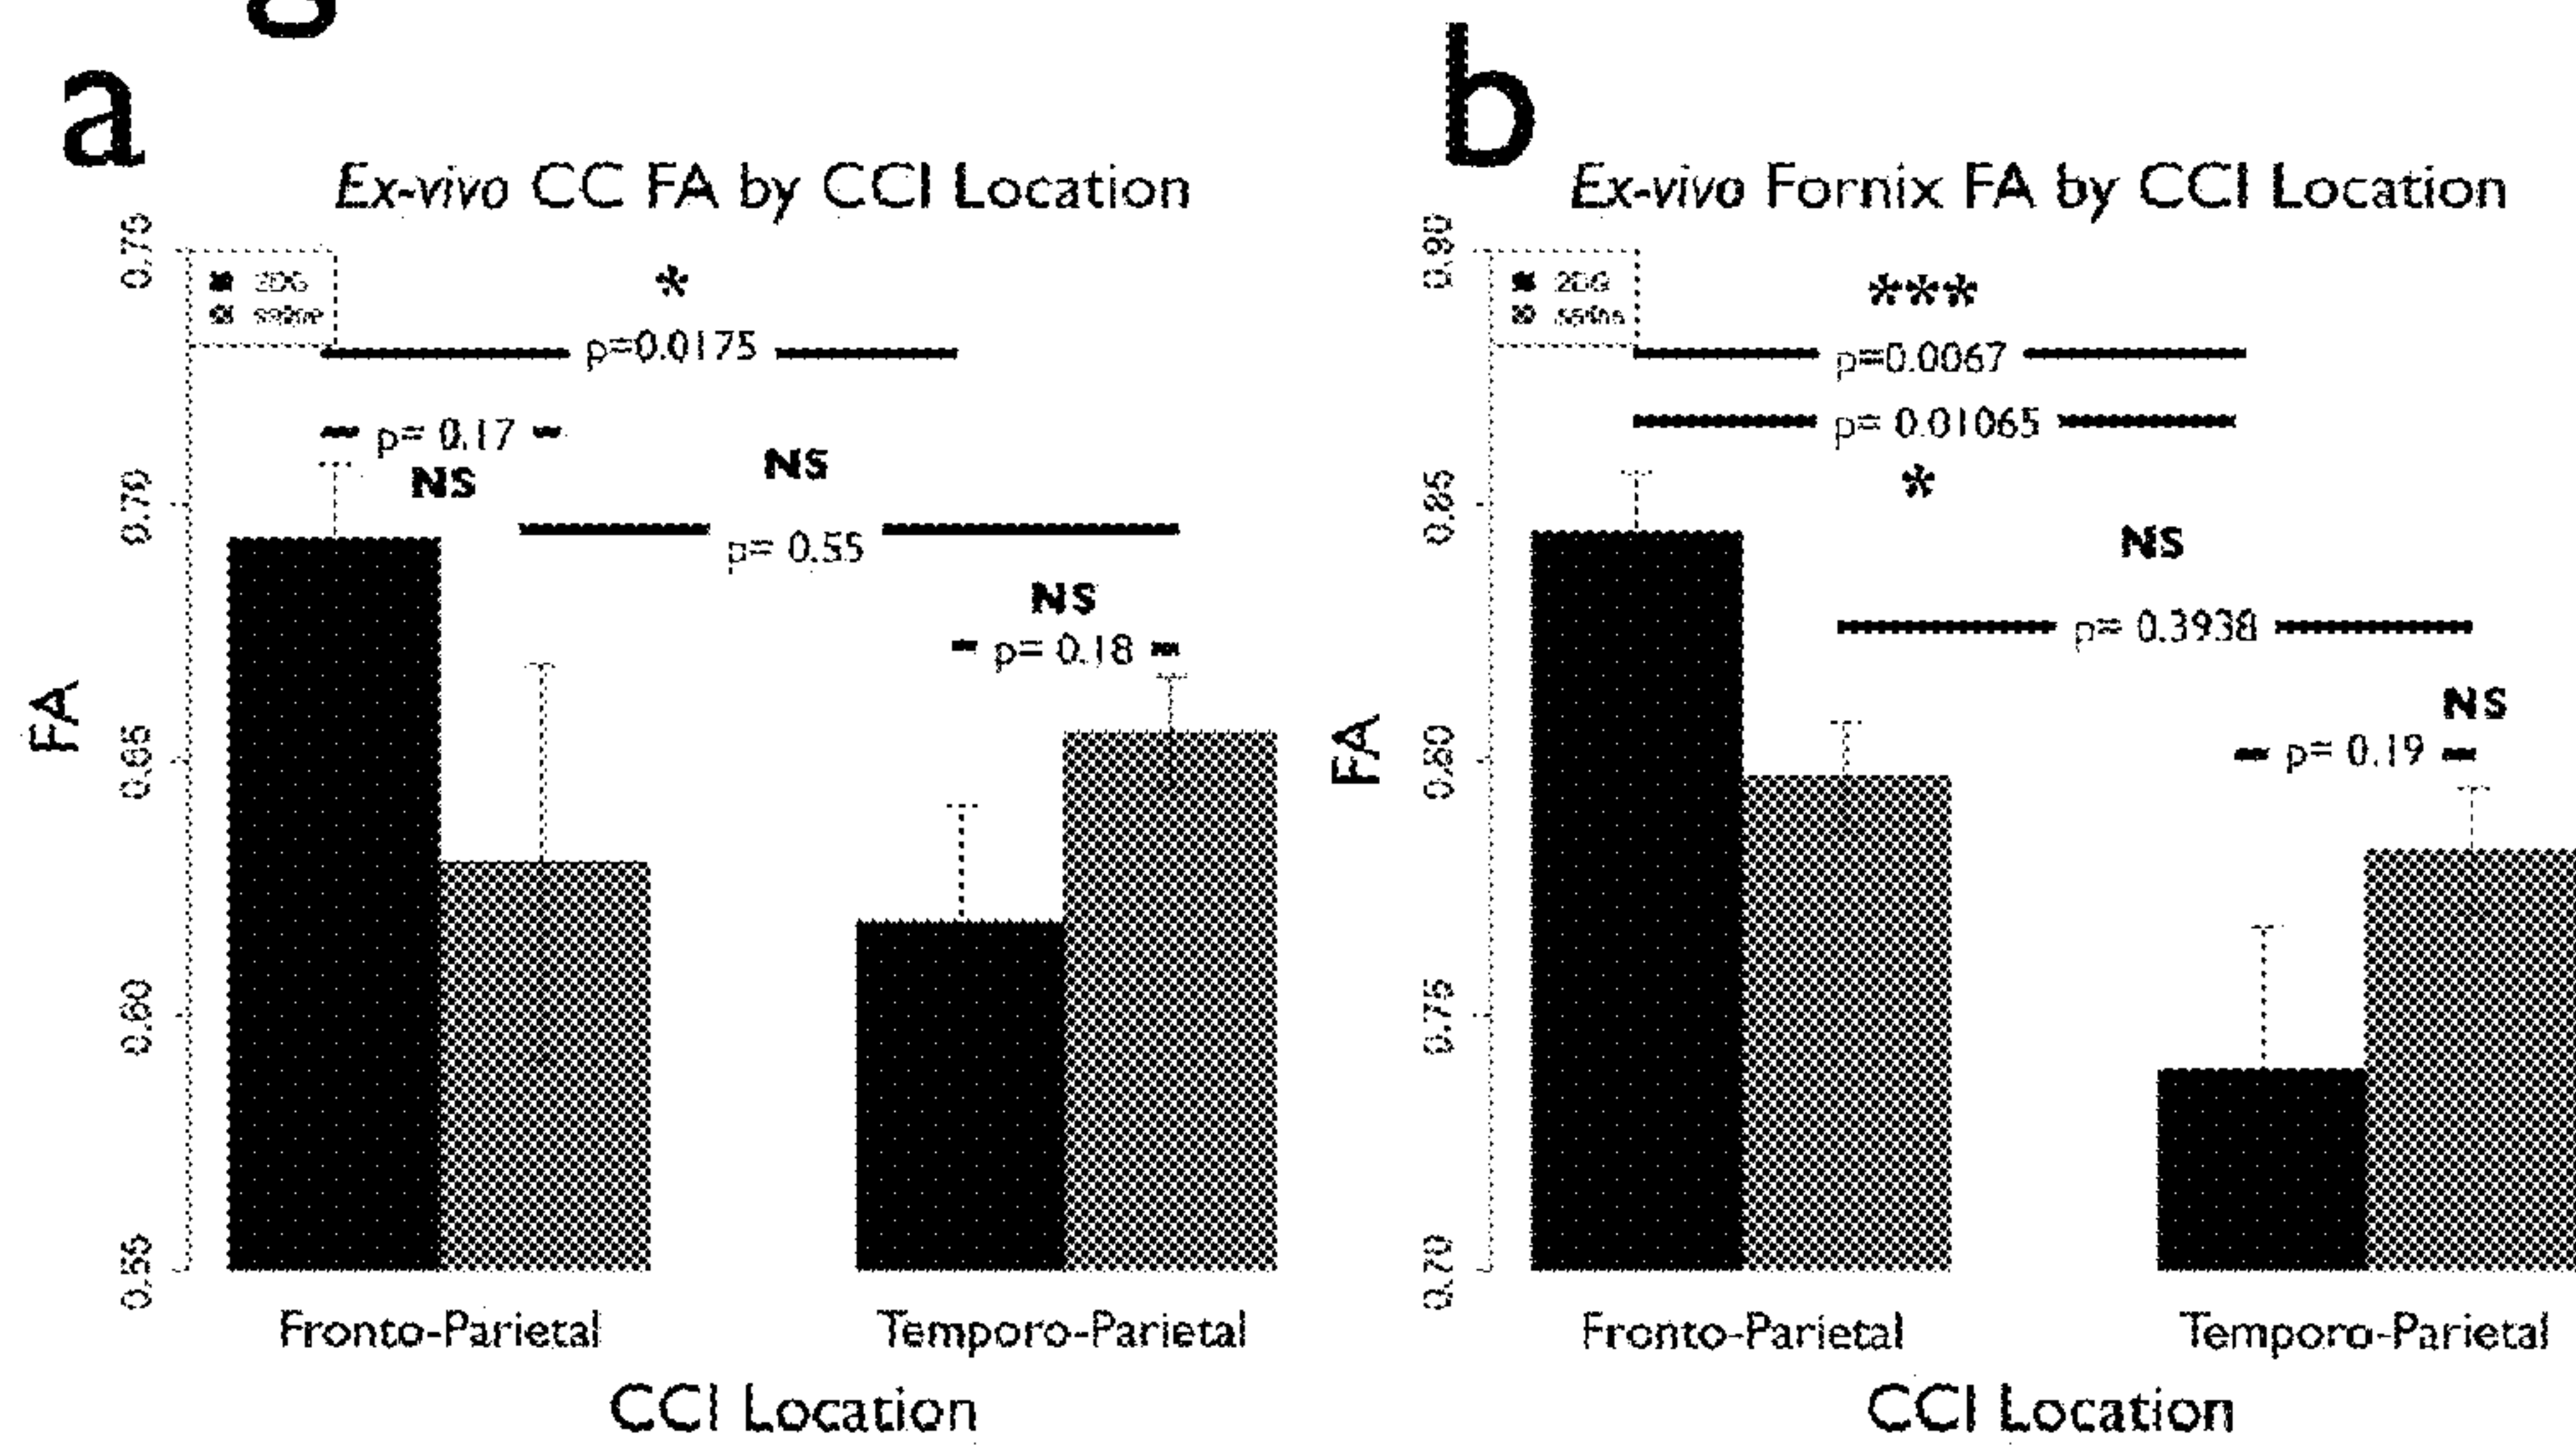 a
Ex-vivo CC FA by CCI Location
0.75
0.70
0.65
0.60
0.55
FA
2DG
saline
*
p=0.0175
p= 0.17
NS
NS
p= 0.55
NS
p= 0.18
Fronto-Parietal
Temporo-Parietal
CCI Location
b
Ex-vivo Fornix FA by CCI Location
0.90
0.85
0.80
0.75
0.70
FA
2DG
saline
***
p=0.0067
p= 0.01065
*
NS
p= 0.3938
NS
p= 0.19
Fronto-Parietal
Temporo-Parietal
CCI Location